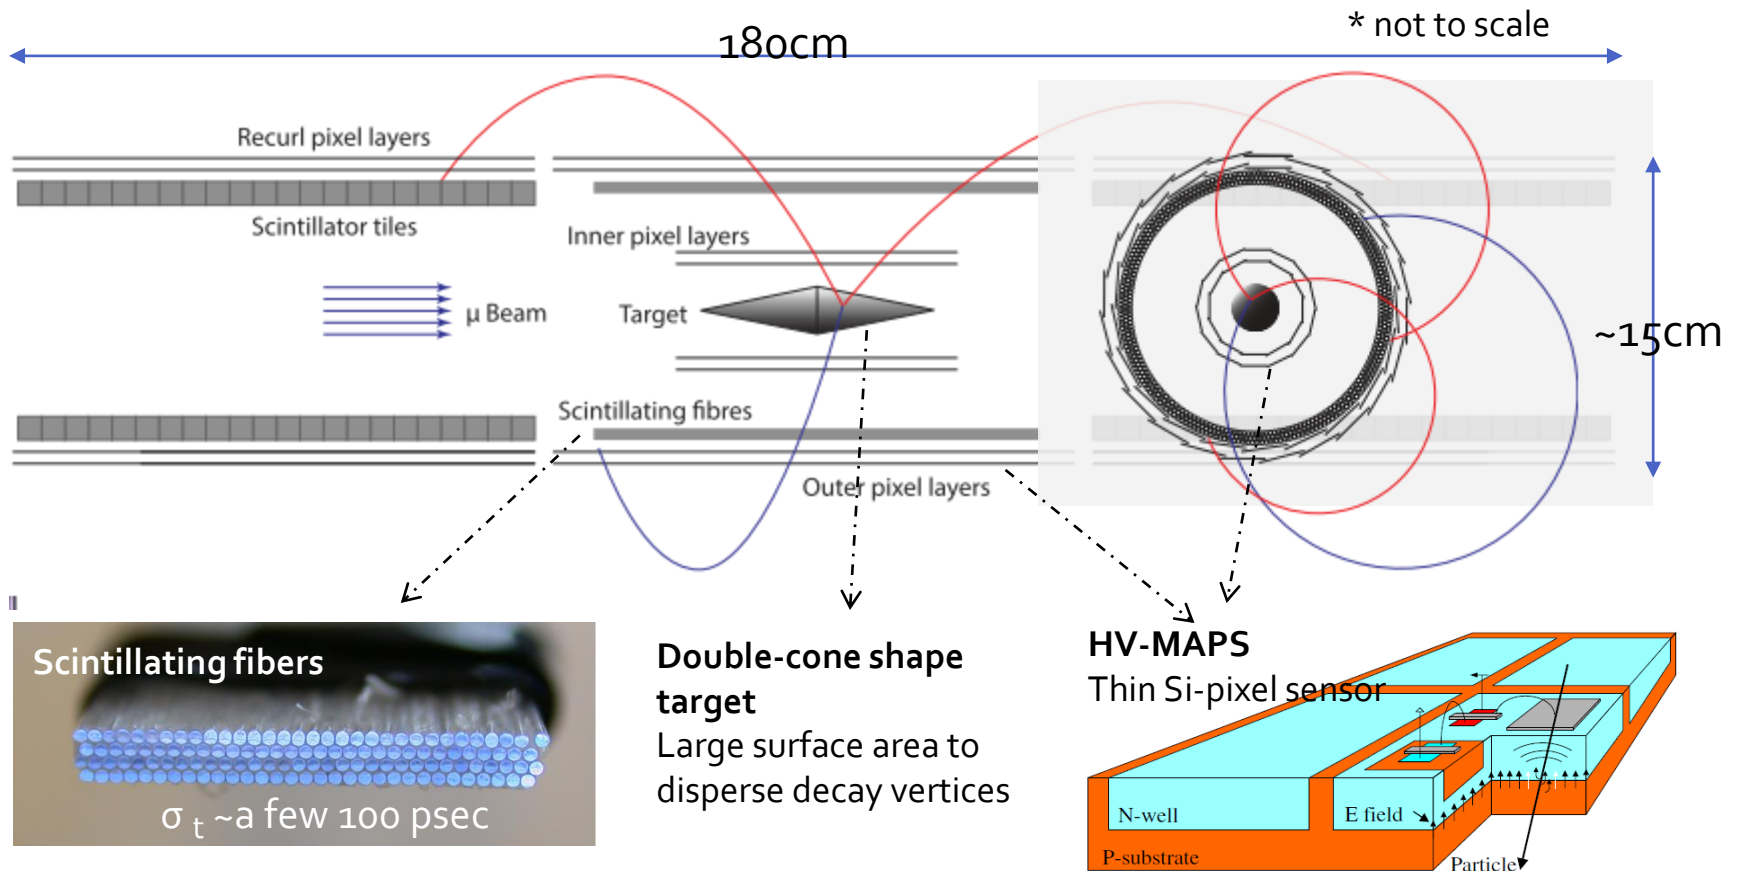 * not to scale
180cm
Recurl pixel layers
Scintillator tiles
Inner pixel layers
μ Beam
Target
~15cm
Scintillating fibres
Outer pixel layers
Scintillating fibers
σ t ~a few 100 psec
Double-cone shape
target
Large surface area to
disperse decay vertices
HV-MAPS
Thin Si-pixel sensor
N-well
E field
P-substrate
Particle